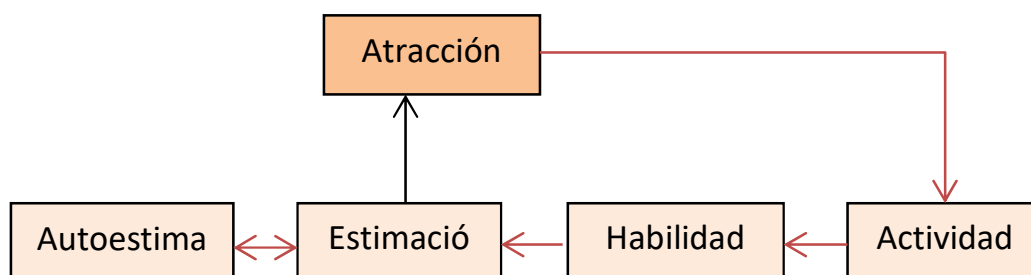 Atracción
Autoestima
Estimació
Habilidad
Actividad